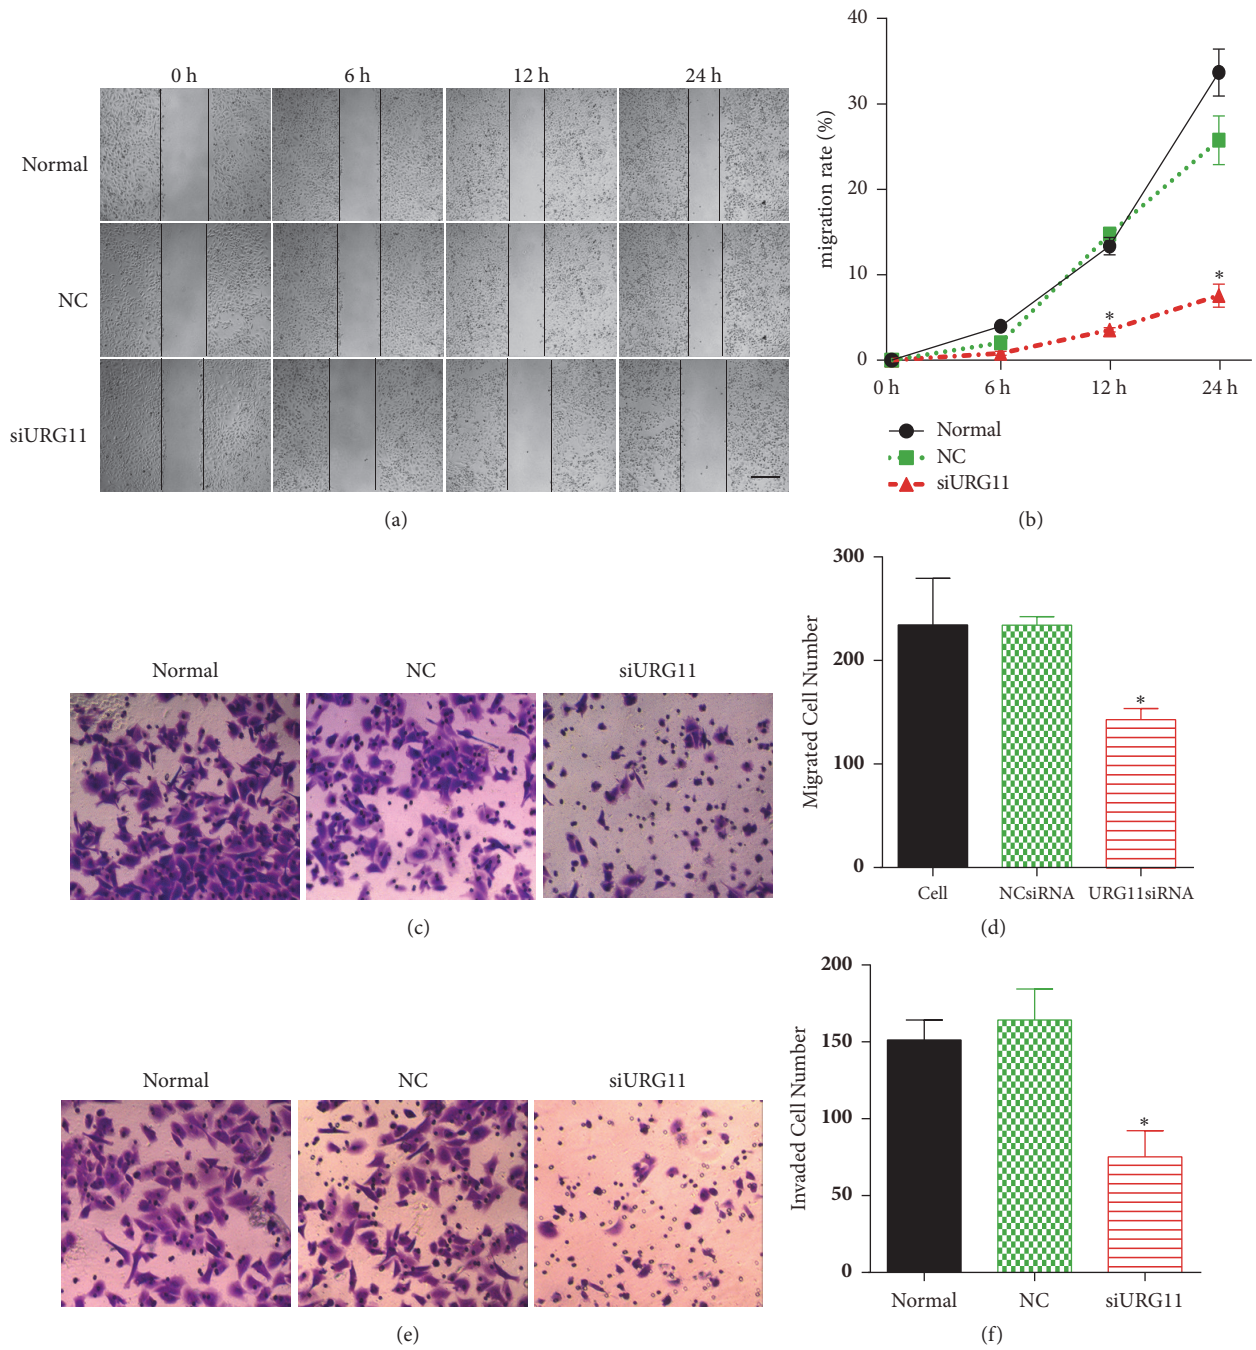 0 h 6 h 12 h 24 h
Normal
NC
siURG11
(a)
40
30
20
10
0
migration rate (%)
0 h 6 h 12 h 24 h
*
*
Normal
NC
siURG11
(b)
Normal NC siURG11
(c)
300
200
100
0
Migrated Cell Number
*
Cell NCsiRNA URG11siRNA
(d)
Normal NC siURG11
(e)
200
150
100
50
0
Invaded Cell Number
*
Normal NC siURG11
(f)